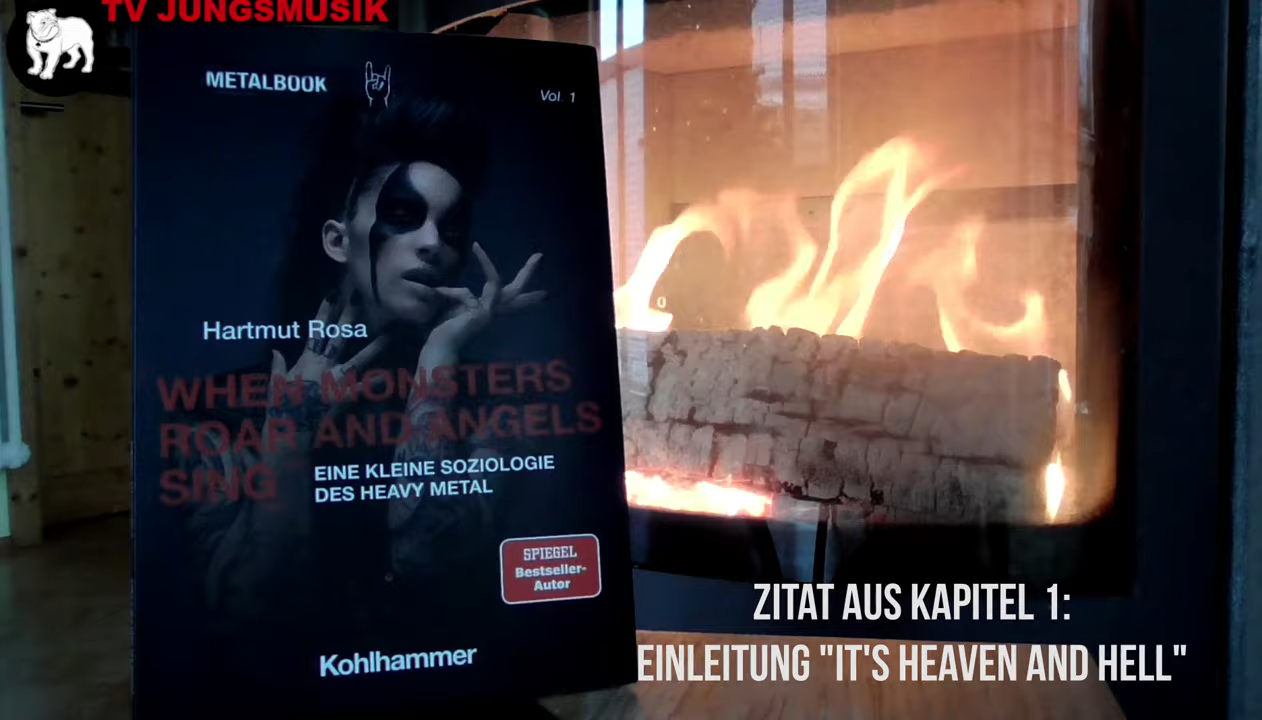 TV JUNGSMUSIK
METALBOOK
Vol. 1
Hartmut Rosa
WHEN MONSTERS
ROAR AND ANGELS
SING
EINE KLEINE SOZIOLOGIE
DES HEAVY METAL
SPIEGEL
Bestseller-
Autor
Kohlhammer
ZITAT AUS KAPITEL 1:
EINLEITUNG "IT'S HEAVEN AND HELL"